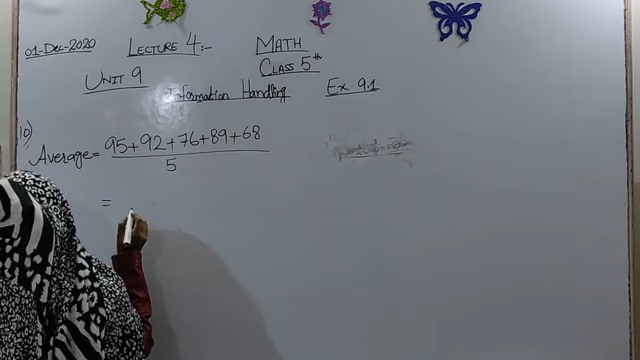 01-Dec-2020 LECTURE 4:- MATH
CLASS 5th
UNIT 9
Information Handling Ex 9.1
10)
Average = 95+92+76+89+68
5
=